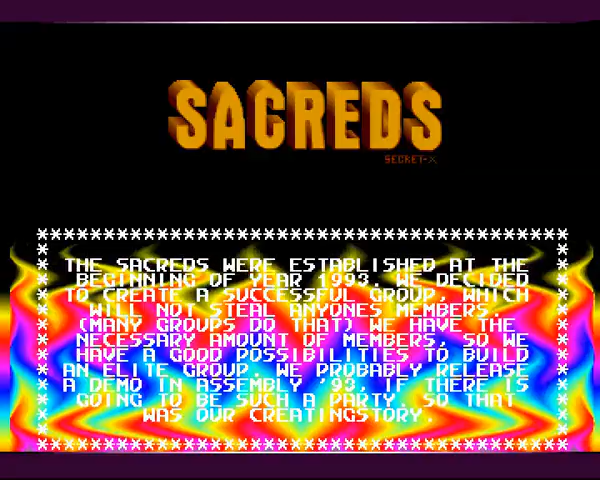 SACREDS
SECRET-X
****************************************
THE SACREDS WERE ESTABLISHED AT THE
BEGINNING OF YEAR 1993. WE DECIDED
TO CREATE A SUCCESSFUL GROUP, WHICH
WILL NOT STEAL ANYONES MEMBERS.
(MANY GROUPS DO THAT) WE HAVE THE
NECESSARY AMOUNT OF MEMBERS, SO WE
HAVE A GOOD POSSIBILITIES TO BUILD
AN ELITE GROUP. WE PROBABLY RELEASE
A DEMO IN ASSEMBLY '93, IF THERE IS
GOING TO BE SUCH A PARTY. SO THAT
WAS OUR CREATINGSTORY.
****************************************